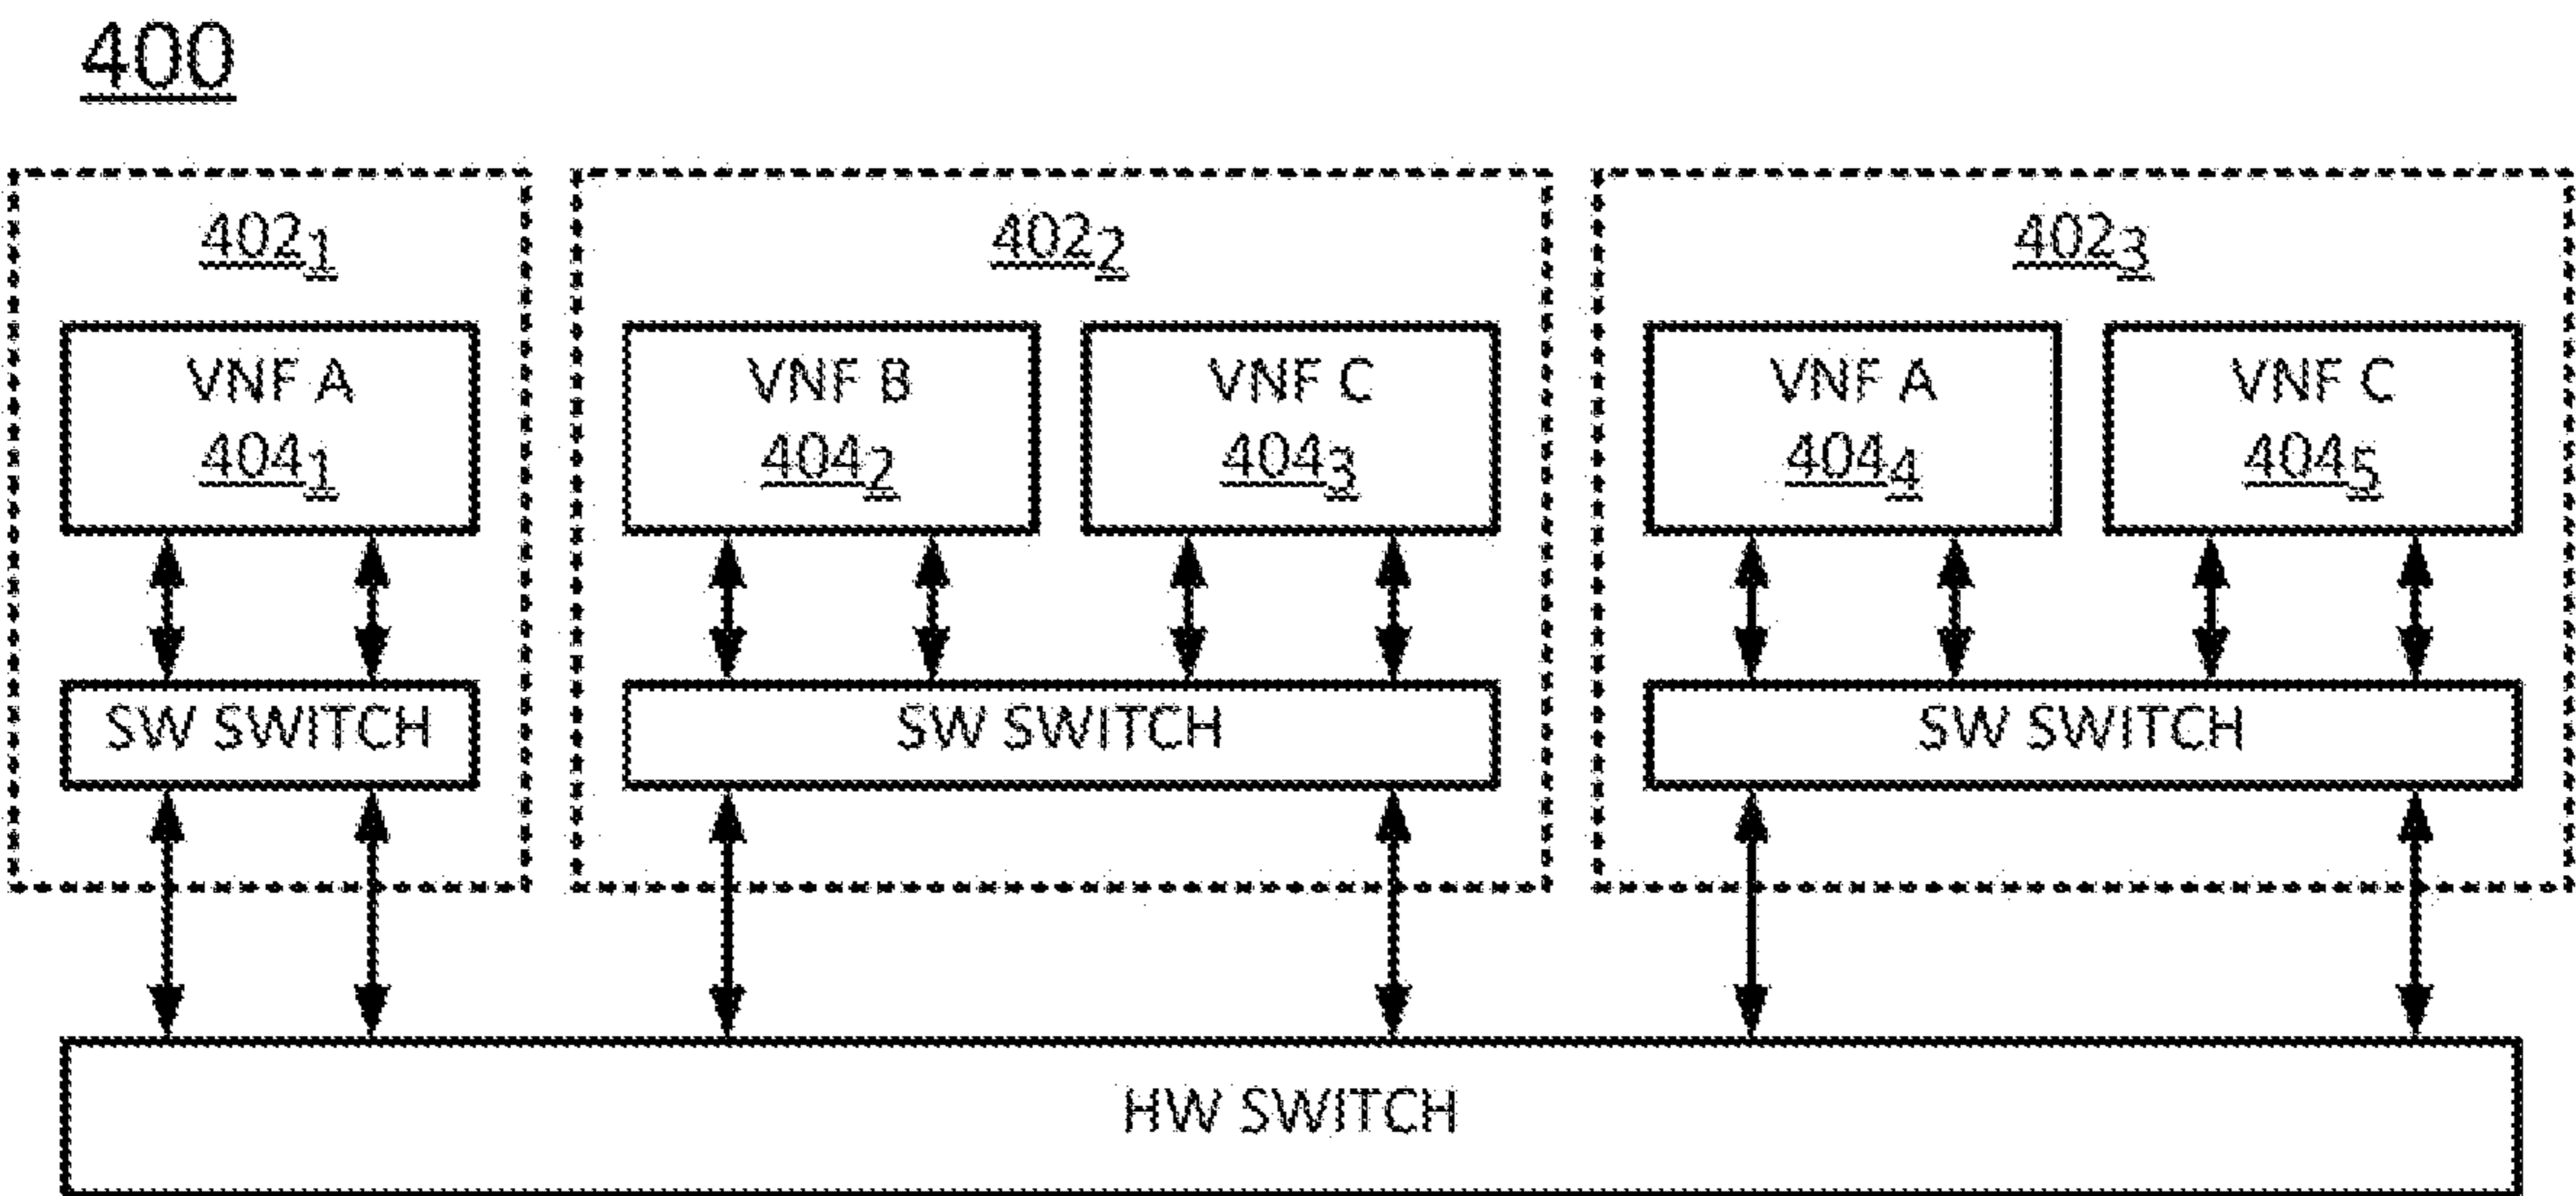 400
402₁
402₂
402₃
VNF A
404₁
VNF B
404₂
VNF C
404₃
VNF A
404₄
VNF C
404₅
SW SWITCH
SW SWITCH
SW SWITCH
HW SWITCH